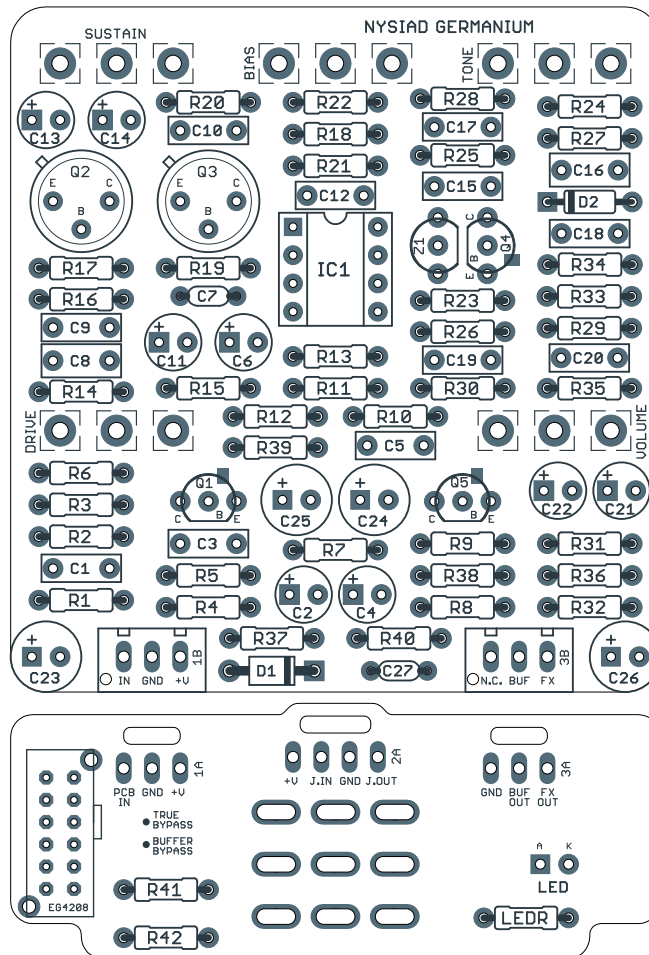 NYSIAD GERMANIUM
SUSTAIN
BIAS
TONE
R20 R22 R28 R24
+ C13 + C14 C10 R18 C17 R27
R21 R25 C16
Q2 Q3 C12 C15 D2
E C B E C B
IC1 Z1 C B E Q4 C18
R17 R19 R34
R16 C7 R23 R33
C9 + C11 + C6 R26 R29
C8 R13 C19 C20
R14 R15 R11 R30 R35
DRIVE R12 R10 VOLUME
R39 C5
R6 Q1 + C25 + C24 Q5 + C22 + C21
R3 C B E C B E
R2 C3 R7 R9 R31
C1 R5 + C2 + C4 R38 R36
R1 R4 R8 R32
+ C23 IN GND +V 1B R37 R40 N.C. BUF FX 3B + C26
D1 C27
PCB IN GND +V 1A
+V J.IN GND J.OUT 2A
GND BUF OUT FX OUT 3A
TRUE BYPASS
BUFFER BYPASS
A K
LED
R41
EG4208
LEDR
R42